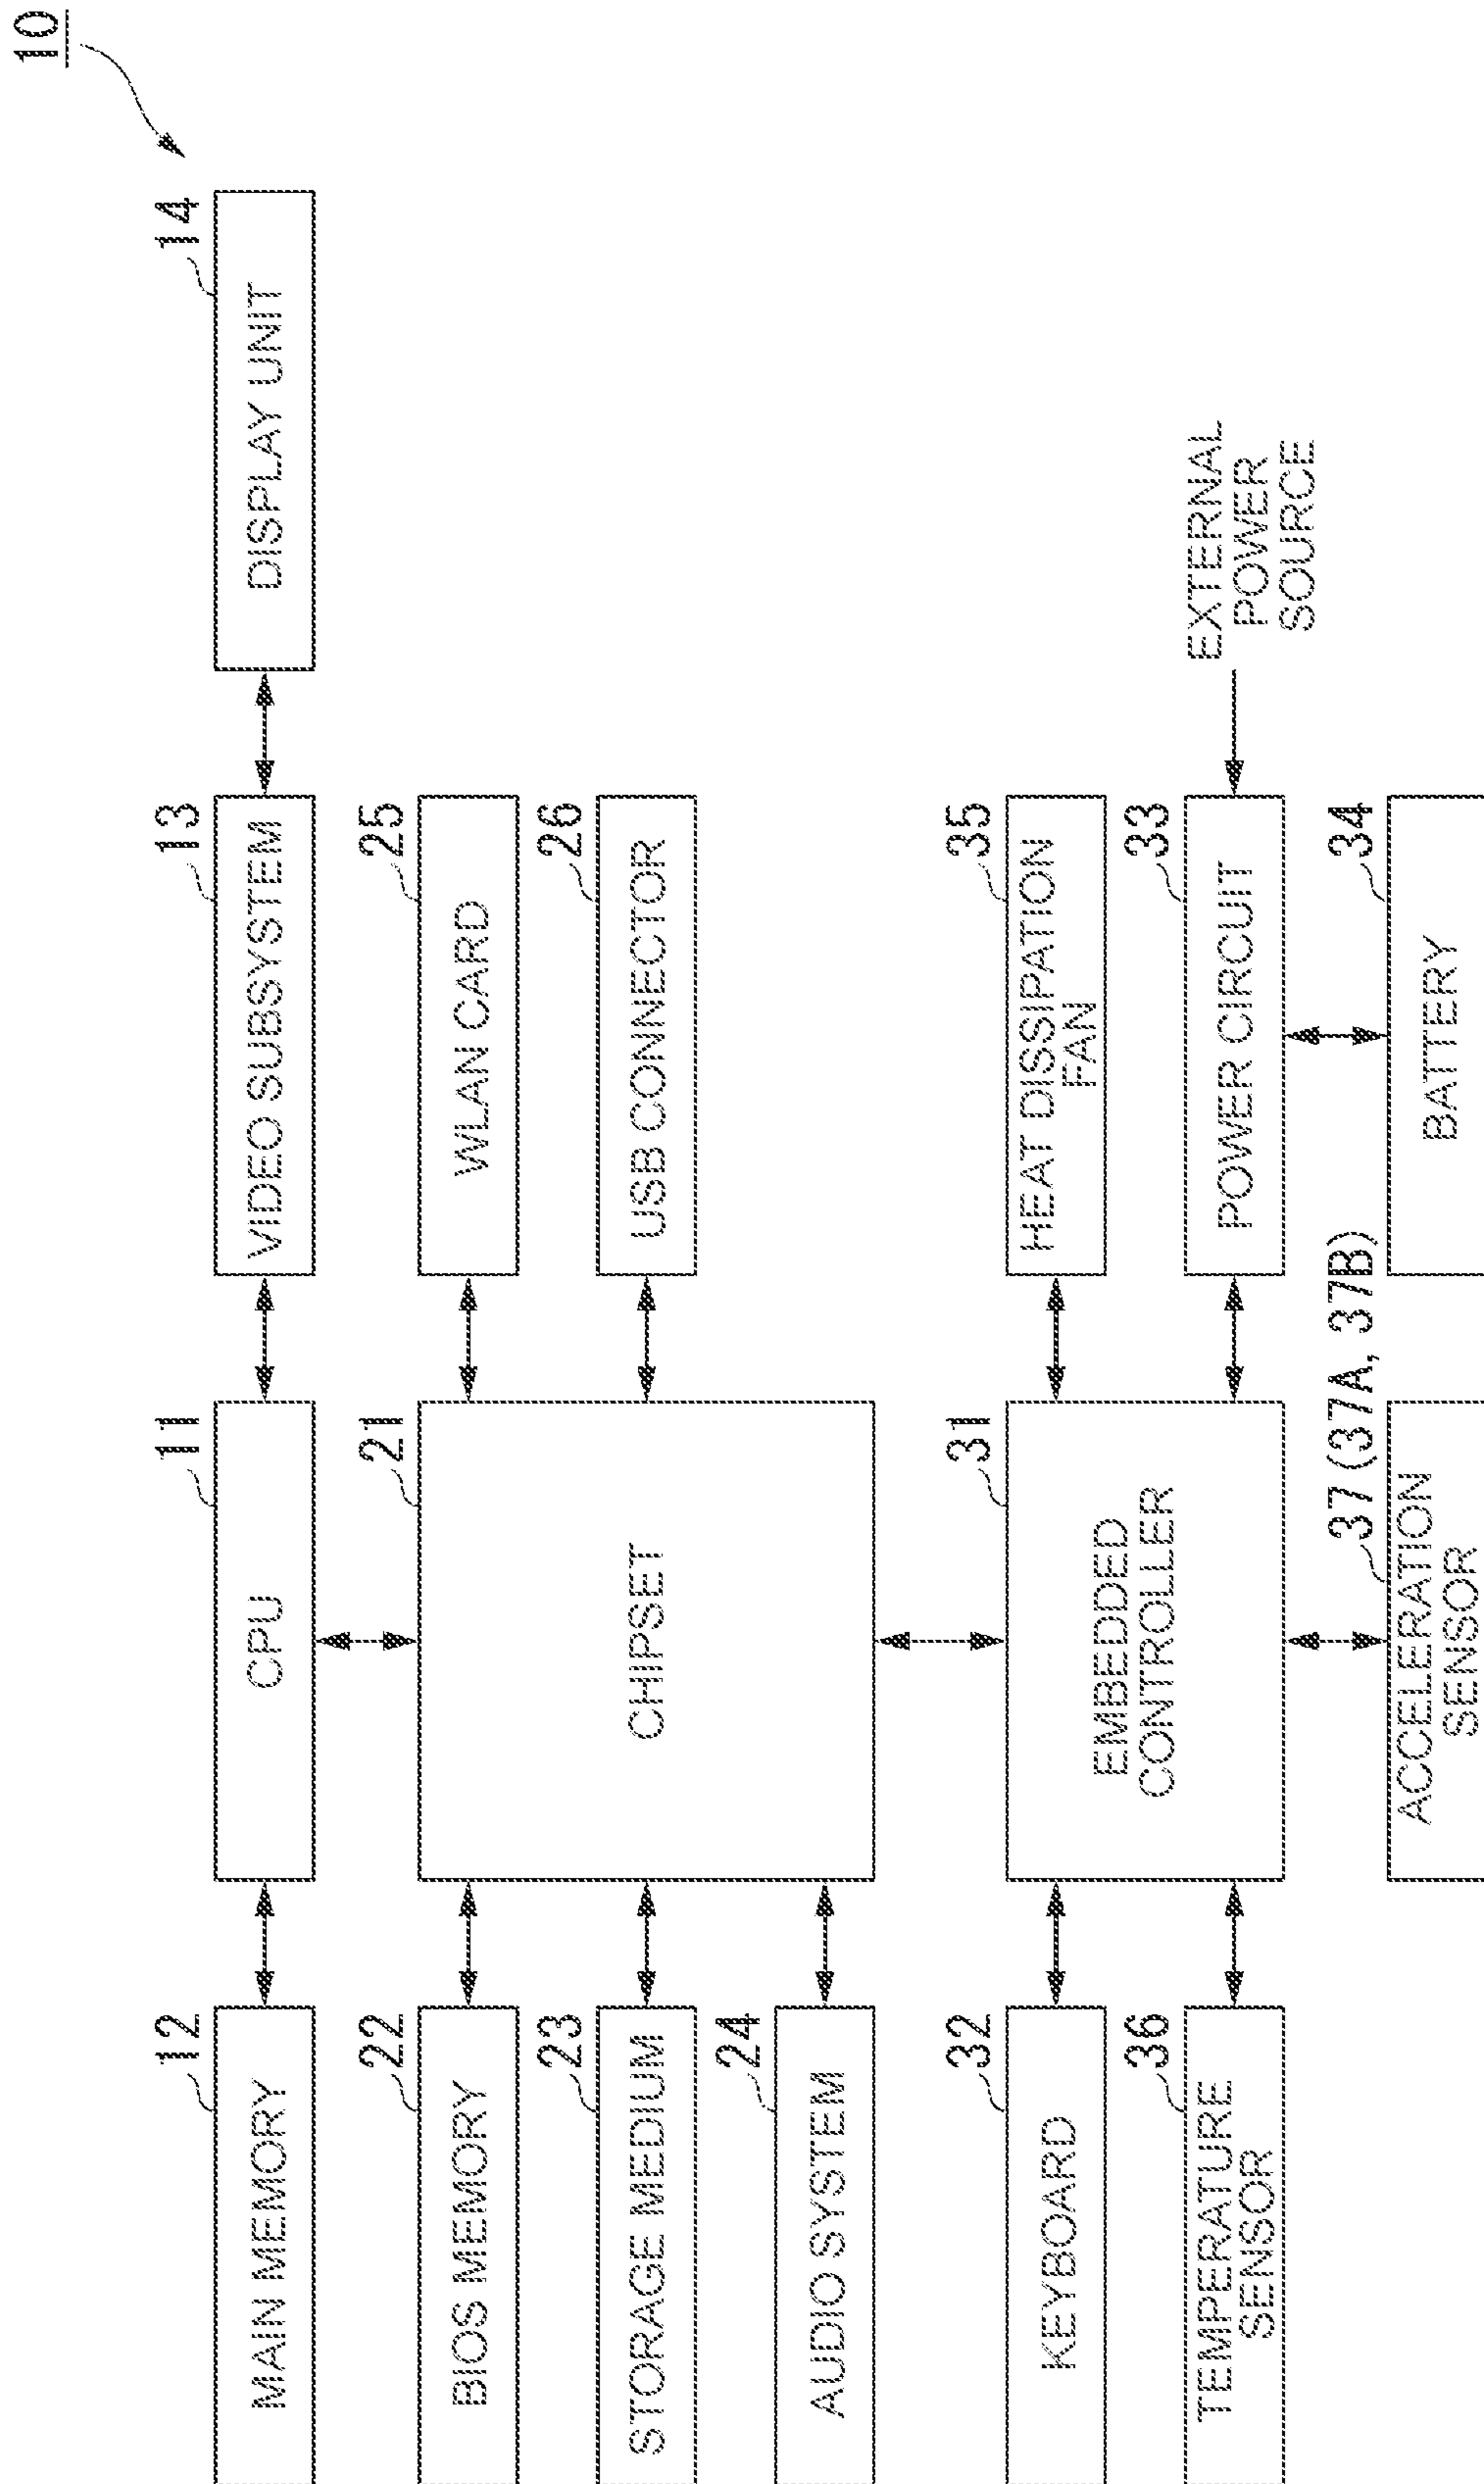 10
12
MAIN MEMORY
11
CPU
13
VIDEO SUBSYSTEM
14
DISPLAY UNIT
22
BIOS MEMORY
21
CHIPSET
25
WLAN CARD
23
STORAGE MEDIUM
26
USB CONNECTOR
24
AUDIO SYSTEM
32
KEYBOARD
31
EMBEDDED
CONTROLLER
35
HEAT DISSIPATION
FAN
36
TEMPERATURE
SENSOR
33
POWER CIRCUIT
EXTERNAL
POWER
SOURCE
37 (37A, 37B)
ACCELERATION
SENSOR
34
BATTERY